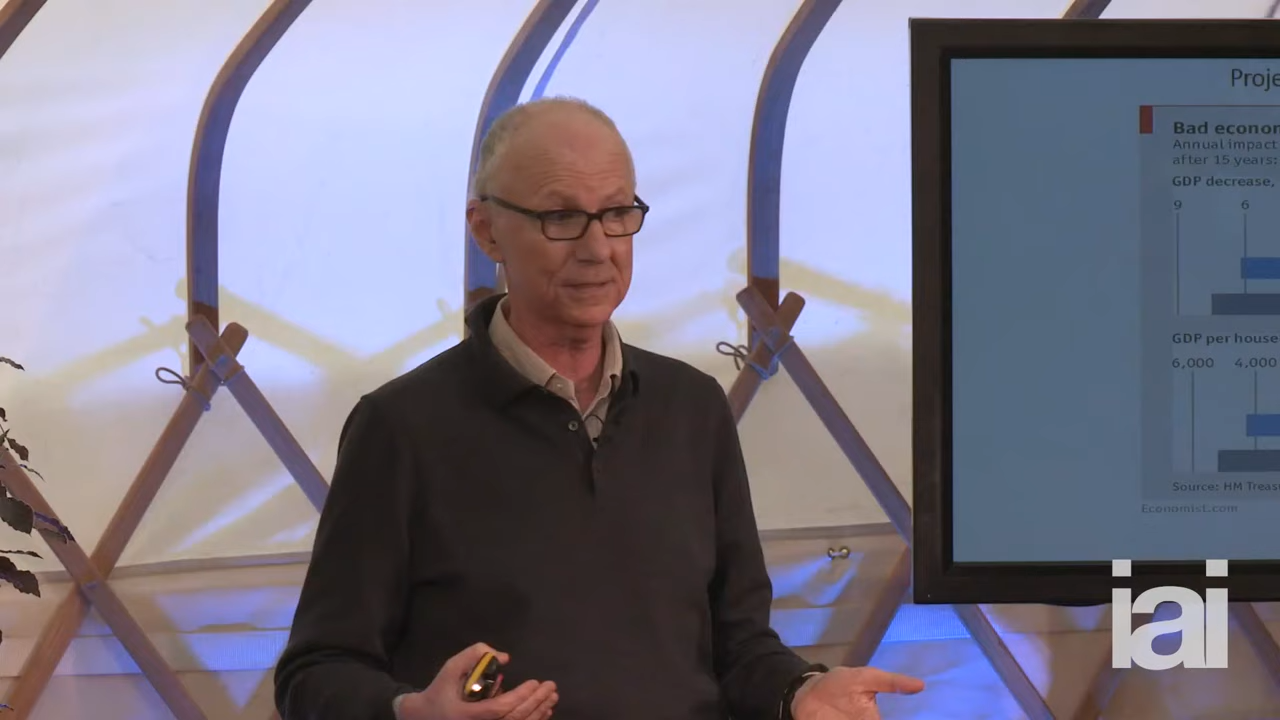 Proje
Bad econor
Annual impact
after 15 years:
GDP decrease,
9 6
GDP per house
6,000 4,000
Source: HM Treas
Economist.com
iai